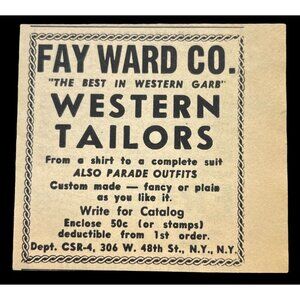 FAY WARD CO.
"THE BEST IN WESTERN GARB"
WESTERN
TAILORS
From a shirt to a complete suit
ALSO PARADE OUTFITS
Custom made — fancy or plain
as you like it.
Write for Catalog
Enclose 50c (or stamps)
deductible from 1st order.
Dept. CSR-4, 306 W. 48th St., N.Y., N.Y.